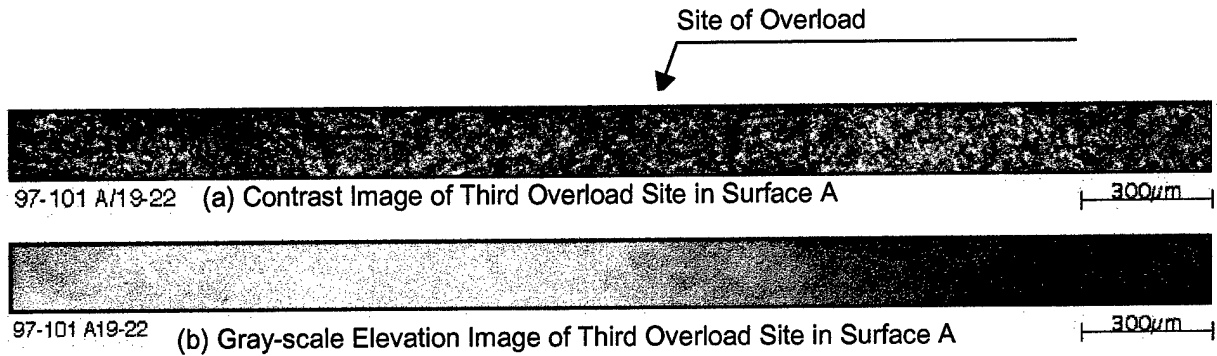 Site of Overload
97-101 A/19-22 (a) Contrast Image of Third Overload Site in Surface A 300µm
97-101 A19-22 (b) Gray-scale Elevation Image of Third Overload Site in Surface A 300µm